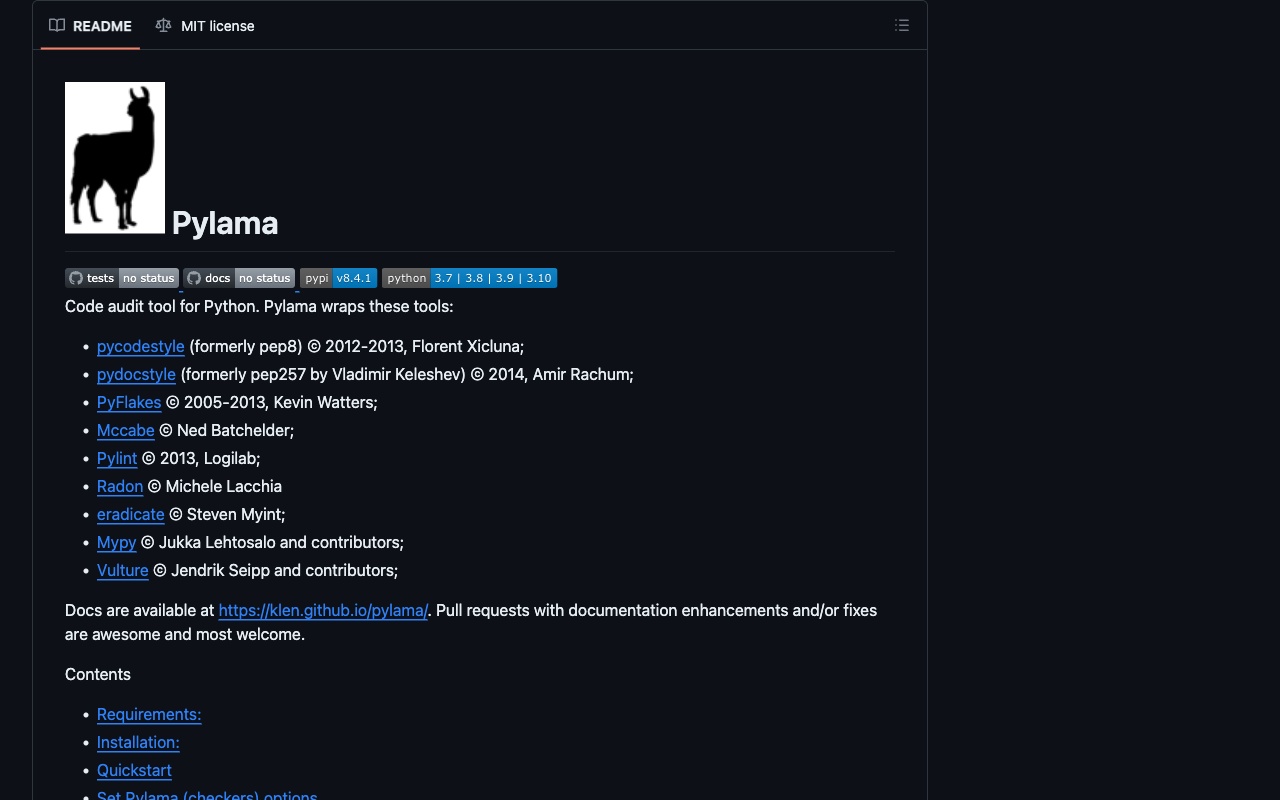 README MIT license
Pylama
tests no status docs no status pypi v8.4.1 python 3.7 | 3.8 | 3.9 | 3.10
Code audit tool for Python. Pylama wraps these tools:
• pycodestyle (formerly pep8) © 2012-2013, Florent Xicluna;
• pydocstyle (formerly pep257 by Vladimir Keleshev) © 2014, Amir Rachum;
• PyFlakes © 2005-2013, Kevin Watters;
• Mccabe © Ned Batchelder;
• Pylint © 2013, Logilab;
• Radon © Michele Lacchia
• eradicate © Steven Myint;
• Mypy © Jukka Lehtosalo and contributors;
• Vulture © Jendrik Seipp and contributors;
Docs are available at https://klen.github.io/pylama/. Pull requests with documentation enhancements and/or fixes
are awesome and most welcome.
Contents
• Requirements:
• Installation:
• Quickstart
• Set Pylama (checkers) options